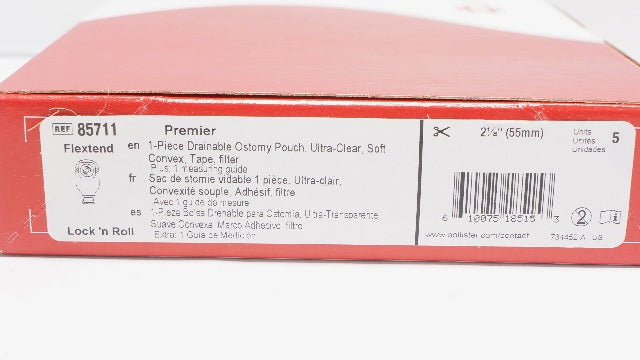 REF 85711
Premier
Flextend
Lock 'n Roll
en 1-Piece Drainable Ostomy Pouch, Ultra-Clear, Soft
Convex, Tape, filter
Plus: 1 measuring guide
fr Sac de stomie vidable 1 pièce, Ultra-clair,
Convexité souple, Adhésif, filtre
Avec 1 guide de mesure
es 1-Pieza Bolsa Drenable para Ostomía, Ultra-Transparente,
Suave Convexa, Marco Adhesivo, filtro
Extra: 1 Guía de Medición
2⅛" (55mm)
Units
Unités
Unidades
5
6 10075 18515 3
2
www.hollister.com/contact